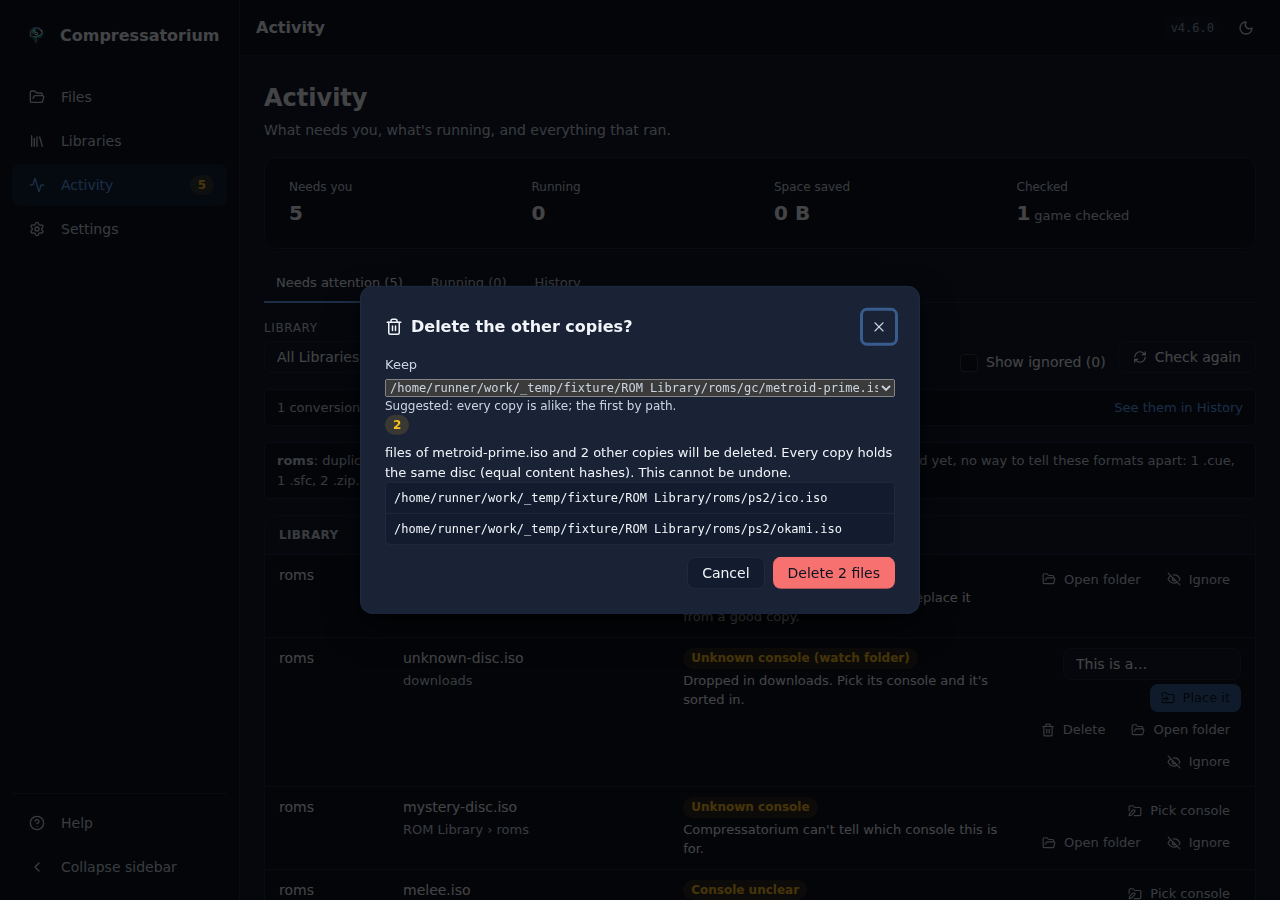 Compressatorium
Files
Libraries
Activity
5
Settings
Help
Collapse sidebar
Activity
v4.6.0
Activity
What needs you, what's running, and everything that ran.
Needs you
5
Running
0
Space saved
0 B
Checked
1 game checked
Needs attention (5)
Running (0)
History
LIBRARY
All Libraries
Show ignored (0)
Check again
1 conversion
See them in History
roms: duplic
d yet, no way to tell these formats apart: 1 .cue,
1 .sfc, 2 .zip.
LIBRARY
Delete the other copies?
Keep
/home/runner/work/_temp/fixture/ROM Library/roms/gc/metroid-prime.is
Suggested: every copy is alike; the first by path.
2
files of metroid-prime.iso and 2 other copies will be deleted. Every copy holds
the same disc (equal content hashes). This cannot be undone.
/home/runner/work/_temp/fixture/ROM Library/roms/ps2/ico.iso
/home/runner/work/_temp/fixture/ROM Library/roms/ps2/okami.iso
Cancel
Delete 2 files
roms
eplace it
from a good copy.
Open folder
Ignore
roms
unknown-disc.iso
downloads
Unknown console (watch folder)
Dropped in downloads. Pick its console and it's
sorted in.
This is a…
Place it
Delete
Open folder
Ignore
roms
mystery-disc.iso
ROM Library › roms
Unknown console
Compressatorium can't tell which console this is
for.
Pick console
Open folder
Ignore
roms
melee.iso
Console unclear
Pick console